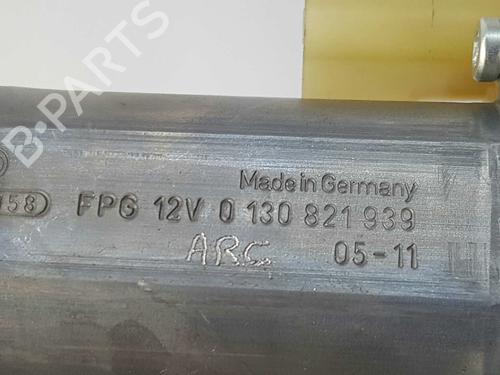 Made in Germany
158 FPG 12V 0 130 821 939
ARC 05-11
B-PARTS